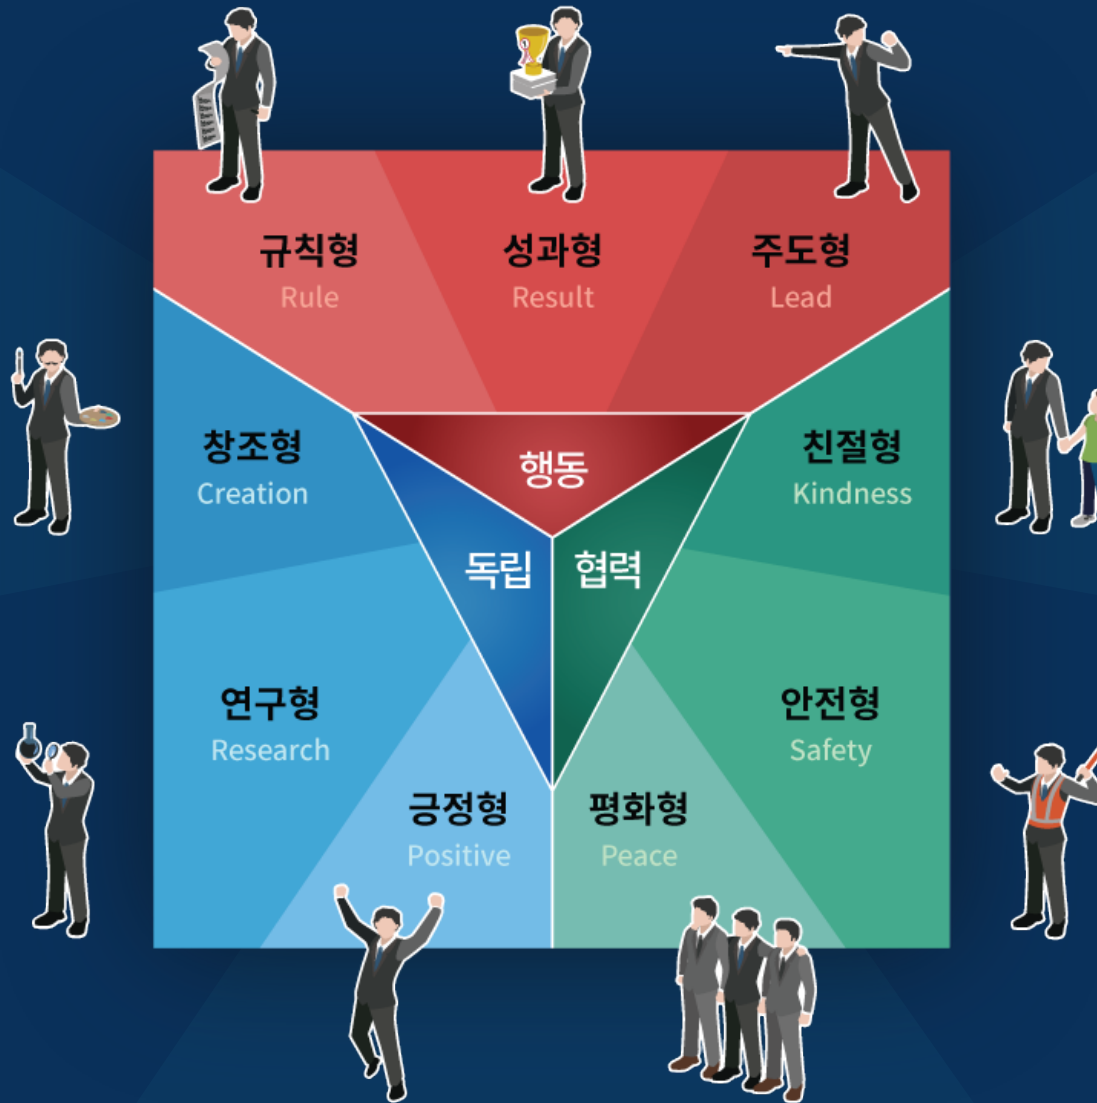 규칙형
Rule
성과형
Result
주도형
Lead
창조형
Creation
행동
친절형
Kindness
독립
협력
연구형
Research
안전형
Safety
긍정형
Positive
평화형
Peace